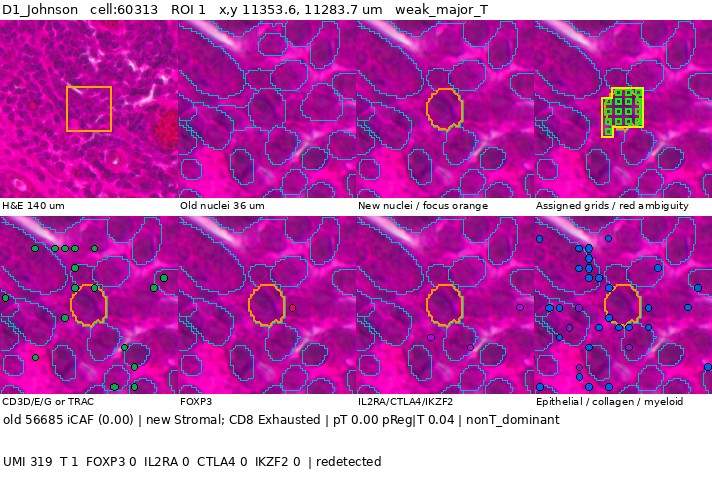 D1_Johnson   cell:60313   ROI 1   x,y 11353.6, 11283.7 um   weak_major_T
H&E 140 um
Old nuclei 36 um
New nuclei / focus orange
Assigned grids / red ambiguity
CD3D/E/G or TRAC
FOXP3
IL2RA/CTLA4/IKZF2
Epithelial / collagen / myeloid
old 56685 iCAF (0.00) | new Stromal; CD8 Exhausted | pT 0.00 pReg|T 0.04 | nonT_dominant
UMI 319  T 1  FOXP3 0  IL2RA 0  CTLA4 0  IKZF2 0  | redetected